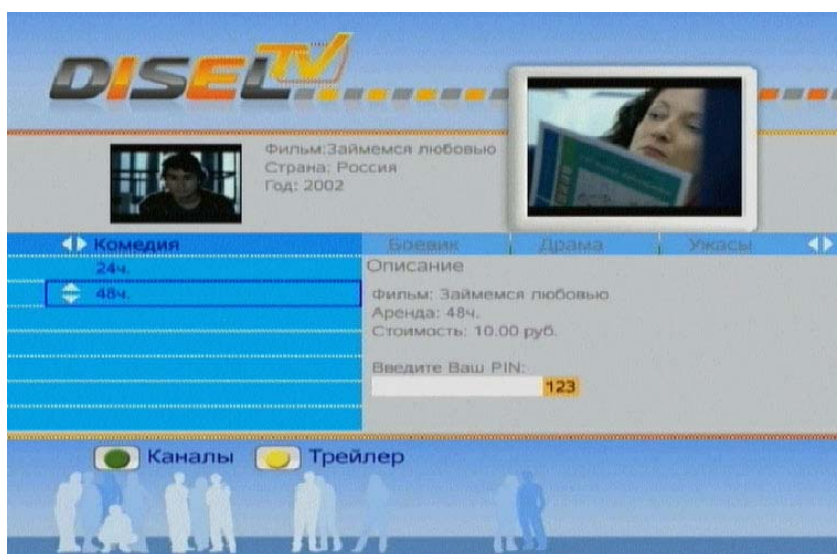 DISEL TV
Фильм:Займемся любовью
Страна: Россия
Год: 2002
Комедия
Боевик
Драма
Ужасы
24ч.
48ч.
Описание
Фильм: Займемся любовью
Аренда: 48ч.
Стоимость: 10.00 руб.
Введите Ваш PIN:
123
Каналы
Трейлер